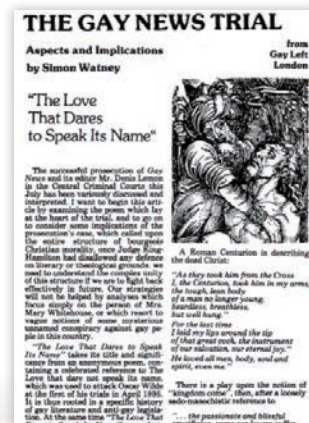 THE GAY NEWS TRIAL
Aspects and Implications
by Simon Watney
from
Gay Left
London
"The Love
That Dares
to Speak Its Name"
The successful prosecution of Gay
News and its editor Mr. Denis Lemon
in the Central Criminal Courts this
July has been variously discussed and
interpreted. I want to begin this arti-
cle by examining the poem which lay
at the heart of the trial, and to go on
to consider some implications of the
prosecution's case, which called upon
the entire structure of bourgeois
Christian morality, once Judge King-
Hamilton had disallowed any defence
on literary or theological grounds. We
need to understand the complex unity
of this structure if we are to fight back
effectively in future. Our strategies
will not be helped by analyses which
focus simply on the person of Mrs.
Mary Whitehouse, or which resort to
vague notions of some mysterious
unnamed conspiracy against gay peo-
ple in this country.
"The Love That Dares to Speak
Its Name" takes its title and signifi-
cance from an anonymous poem, con-
taining a celebrated reference to The
Love that dare not speak its name,
which was used to attack Oscar Wilde
at the first of his trials in April 1895.
It is thus rooted in a specific history
of gay literature and anti-gay legisla-
tion. At the same time "The Love That
A Roman Centurion is describing
the dead Christ:
"As they took him from the Cross
I, the Centurion, took him in my arms,
the tough, lean body
of a man no longer young,
beardless, breathless,
but well hung."
For the last time
I laid my lips around the tip
of that great cock, the instrument
of our salvation, our eternal joy."
He loved all men, body, soul and
spirit, even me."
There is a play upon the notion of
"kingdom come", then, after a loosely
sado-masochistic reference to
". . . the passionate and blissful